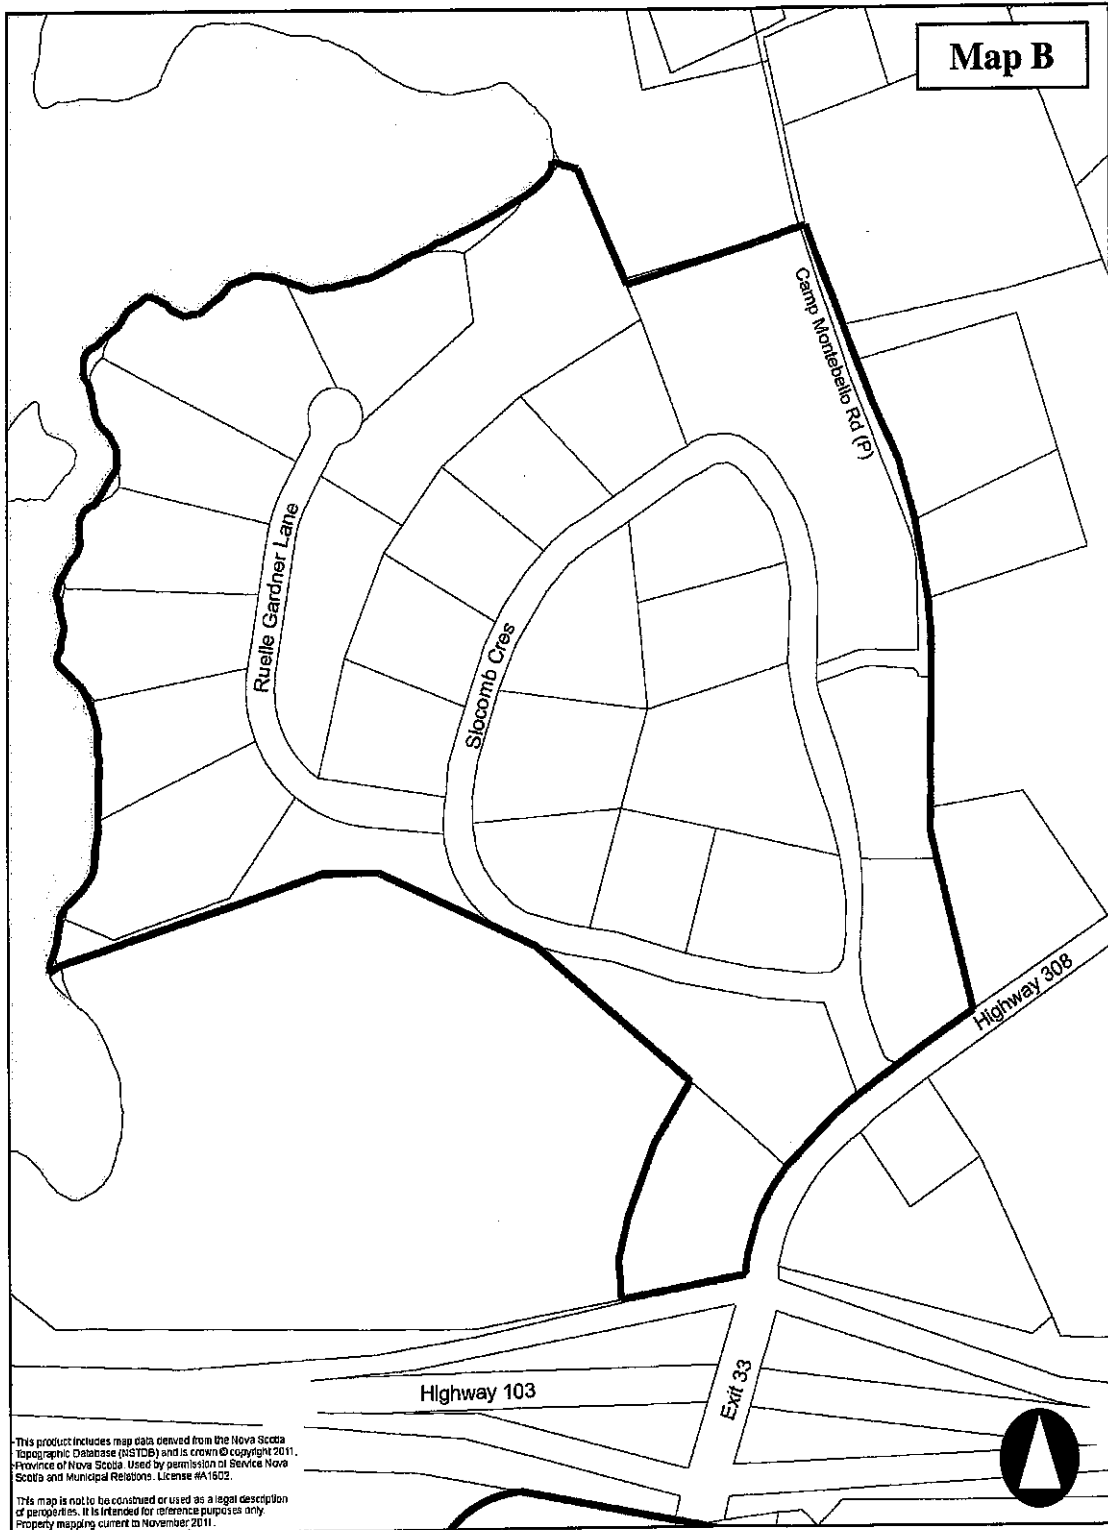 Map B
Camp Montebello Rd (P)
Ruelle Gardner Lane
Slocomb Cres
Highway 308
Highway 103
Exit 33
This product includes map data derived from the Nova Scotia
Topographic Database (NSTDB) and is crown © copyright 2011,
Province of Nova Scotia. Used by permission of Service Nova
Scotia and Municipal Relations. License #A1602.
This map is not to be construed or used as a legal description
of peroperties. It is intended for reference purposes only.
Property mapping current to November 2011.